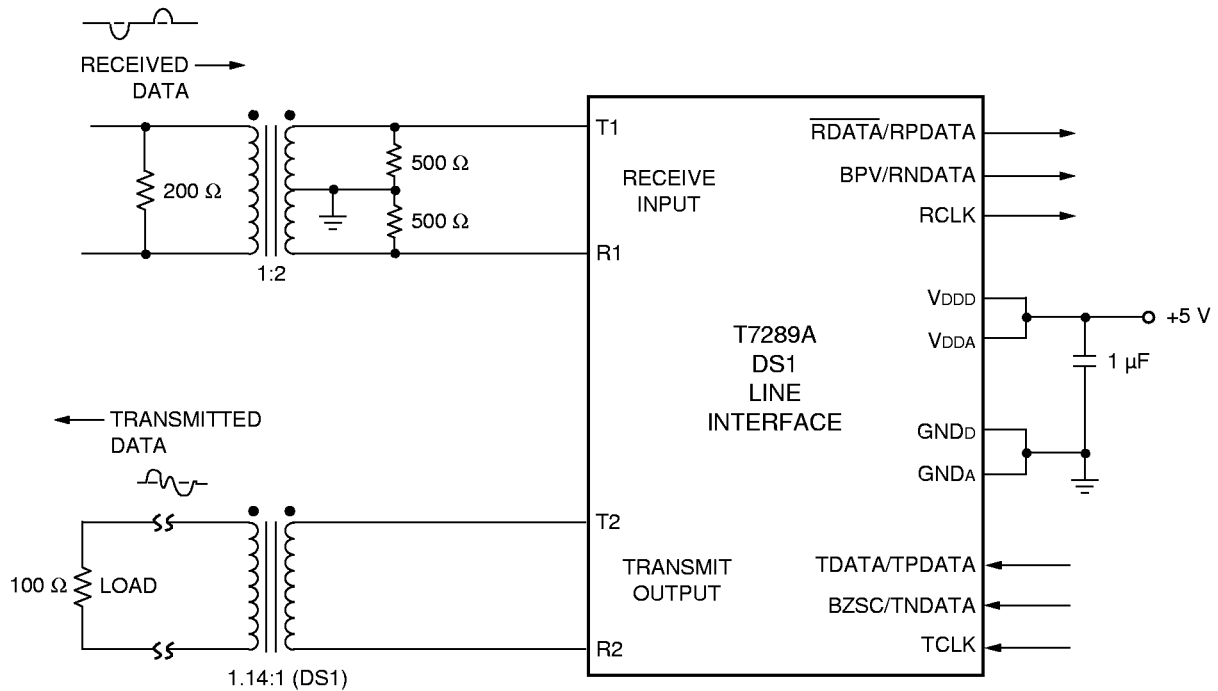 RECEIVED
DATA
200 Ω
1:2
500 Ω
500 Ω
T1
R1
RECEIVE
INPUT
RDATA/RPDATA
BPV/RNDATA
RCLK
VDDD
VDDA
+5 V
1 µF
T7289A
DS1
LINE
INTERFACE
GNDD
GNDA
TRANSMITTED
DATA
100 Ω LOAD
1.14:1 (DS1)
T2
R2
TRANSMIT
OUTPUT
TDATA/TPDATA
BZSC/TNDATA
TCLK